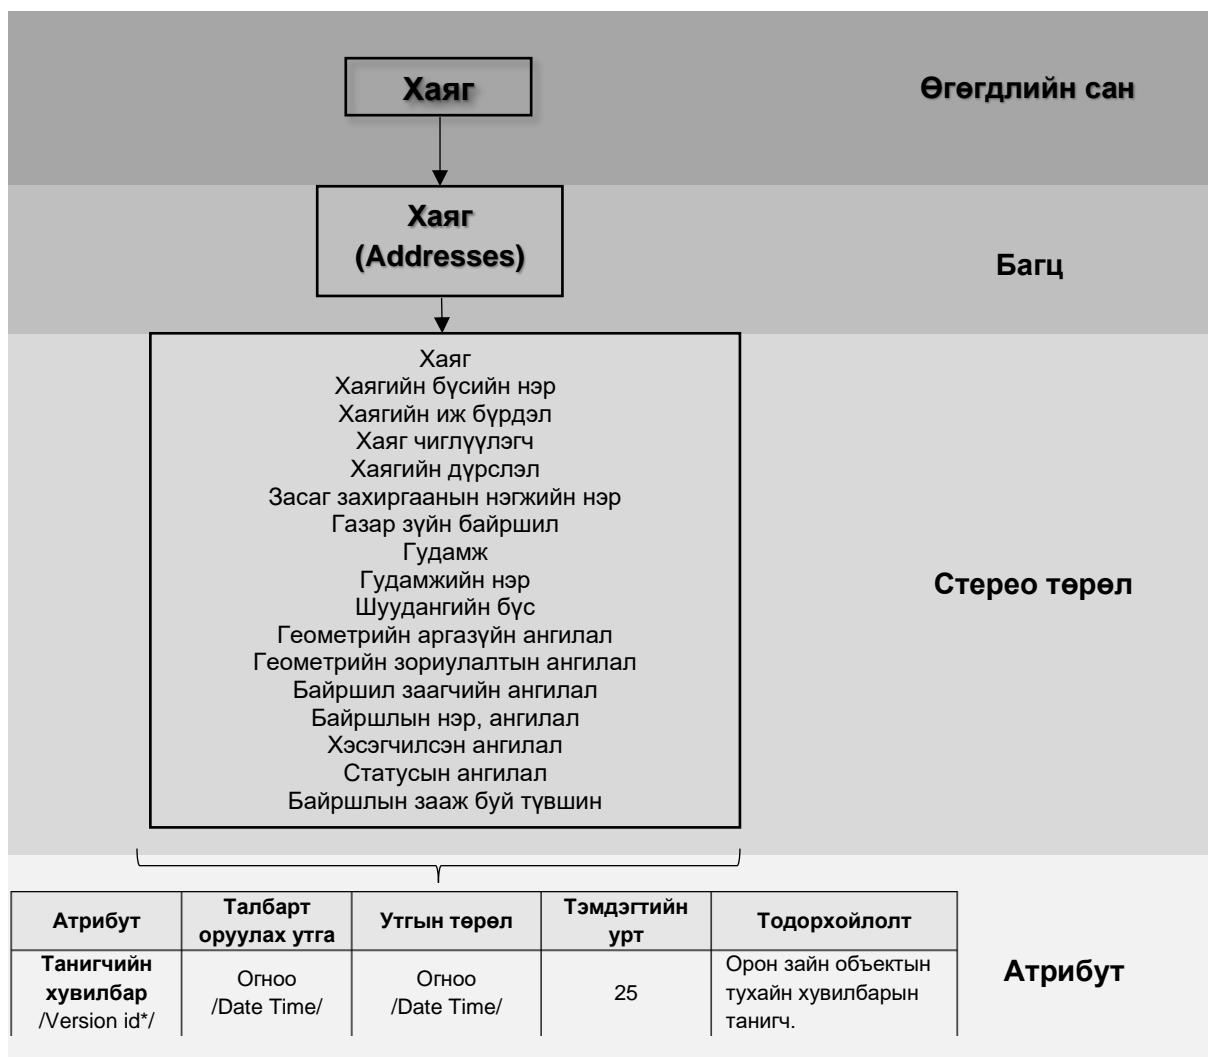 Хаяг
Өгөгдлийн сан
Хаяг
(Addresses)
Багц
Хаяг
Хаягийн бүсийн нэр
Хаягийн иж бүрдэл
Хаяг чиглүүлэгч
Хаягийн дүрслэл
Засаг захиргаанын нэгжийн нэр
Газар зүйн байршил
Гудамж
Гудамжийн нэр
Шуудангийн бүс
Геометрийн аргазүйн ангилал
Геометрийн зориулалтын ангилал
Байршил заагчийн ангилал
Байршлын нэр, ангилал
Хэсэгчилсэн ангилал
Статусын ангилал
Байршлын зааж буй түвшин
Стерео төрөл
Атрибут
Талбарт
оруулах утга
Утгын төрөл
Тэмдэгтийн
урт
Тодорхойлолт
Танигчийн
хувилбар
/Version id*/
Огноо
/Date Time/
Огноо
/Date Time/
25
Орон зайн объектын
тухайн хувилбарын
танигч.
Атрибут